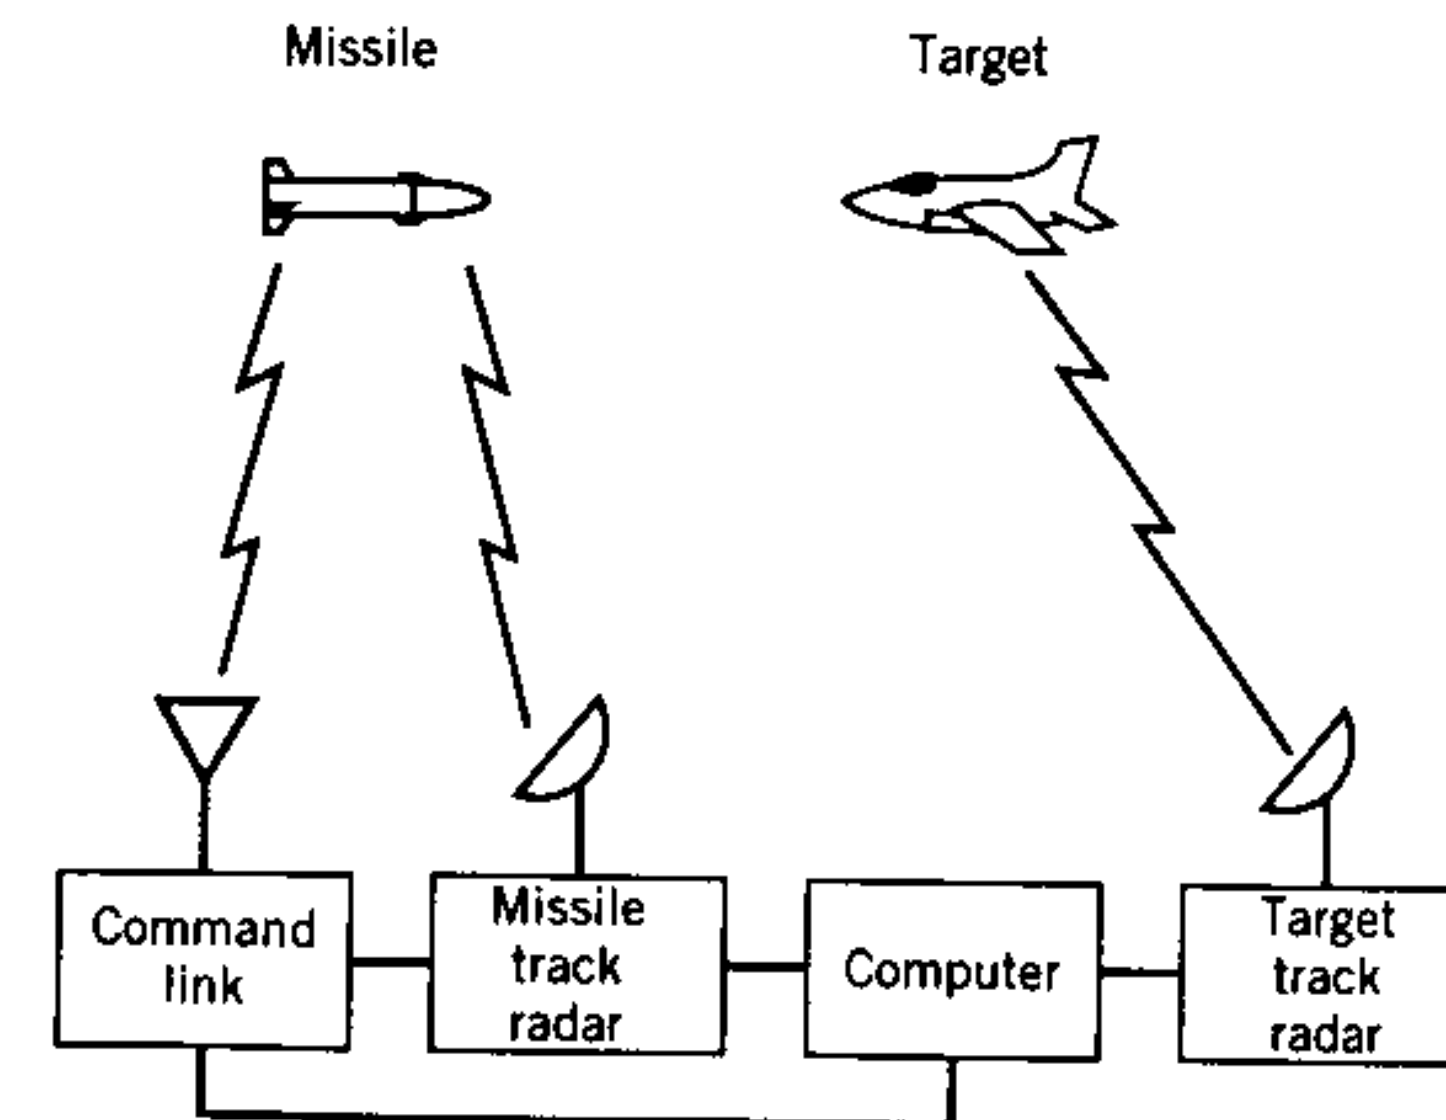 Missile
Target
Command
link
Missile
track
radar
Computer
Target
track
radar